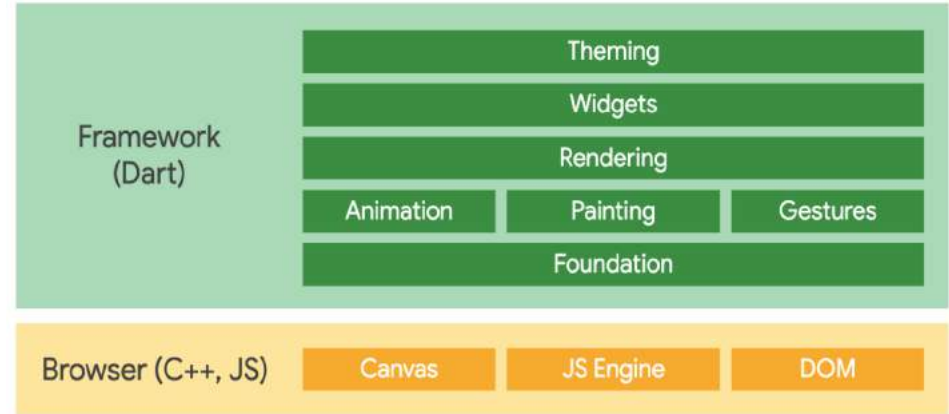 Theming
Widgets
Framework
(Dart)
Rendering
Animation Painting Gestures
Foundation
Browser (C++, JS) Canvas JS Engine DOM